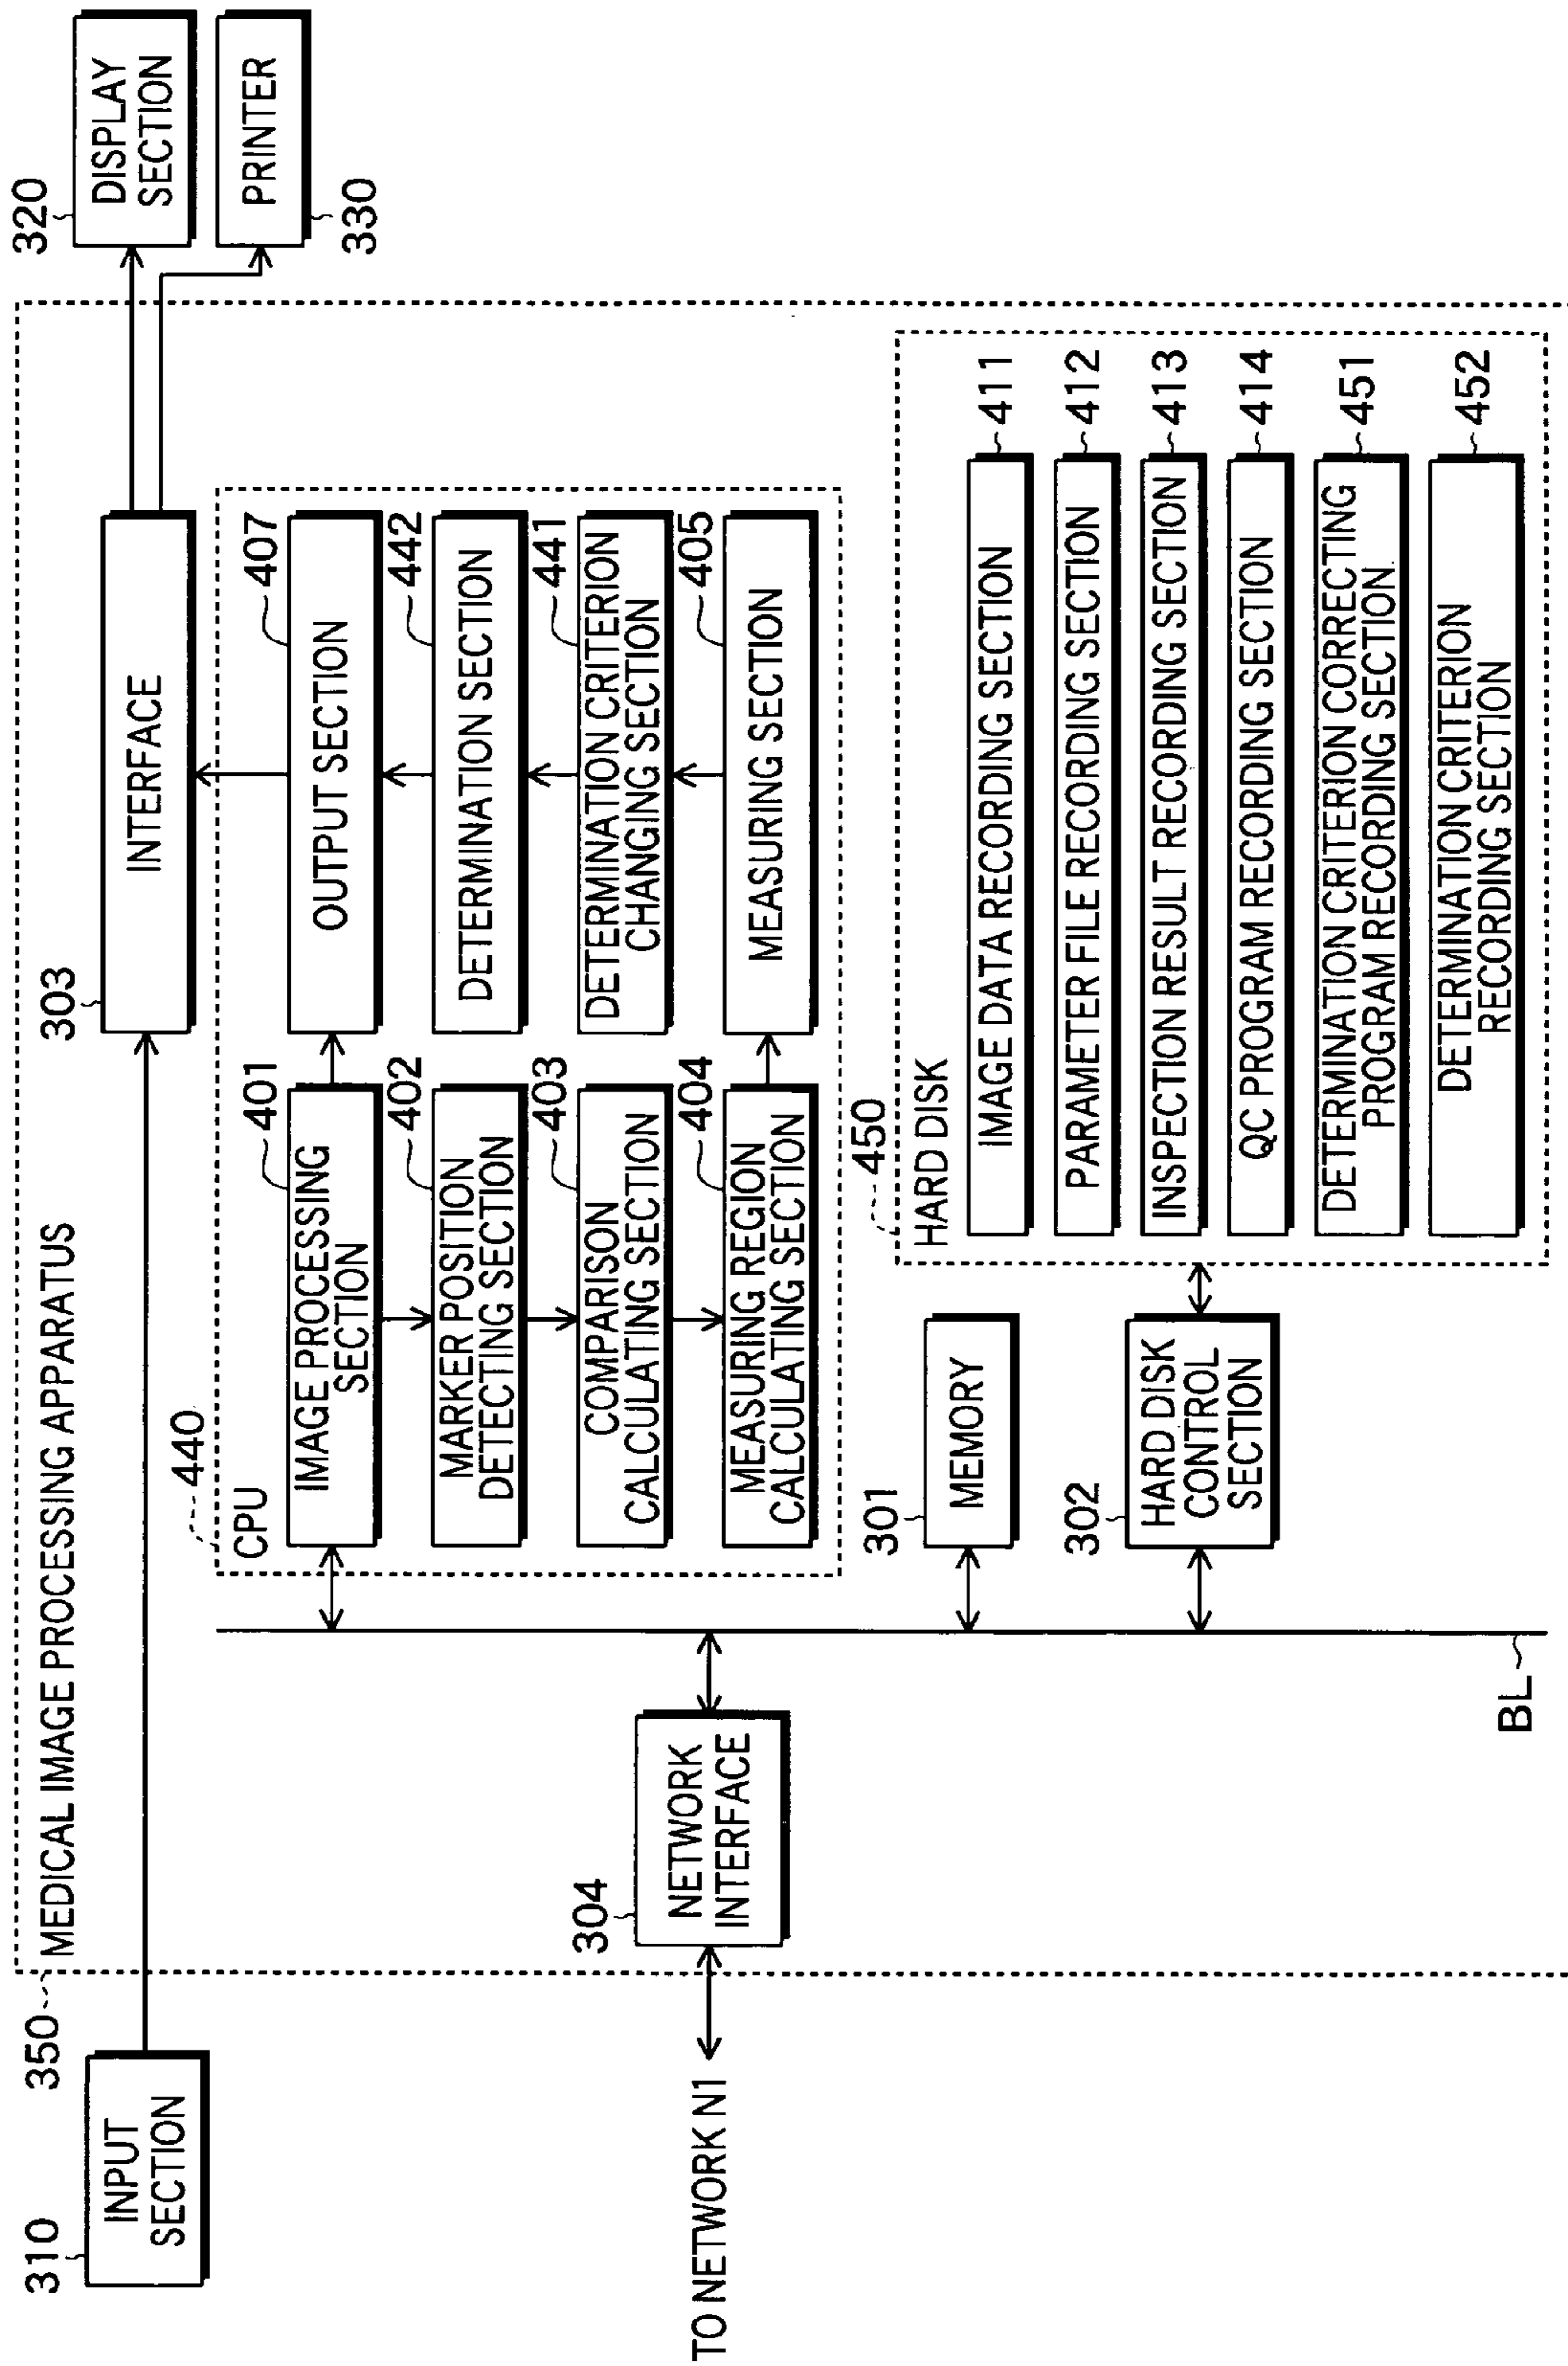 310
INPUT
SECTION
350
MEDICAL IMAGE PROCESSING APPARATUS
303
INTERFACE
320
DISPLAY
SECTION
PRINTER
330
440
CPU
401
IMAGE PROCESSING
SECTION
402
MARKER POSITION
DETECTING SECTION
403
COMPARISON
CALCULATING SECTION
404
MEASURING REGION
CALCULATING SECTION
407
OUTPUT SECTION
442
DETERMINATION SECTION
441
DETERMINATION CRITERION
CHANGING SECTION
405
MEASURING SECTION
304
NETWORK
INTERFACE
TO NETWORK N1
BL
301
MEMORY
302
HARD DISK
CONTROL
SECTION
450
HARD DISK
IMAGE DATA RECORDING SECTION
411
PARAMETER FILE RECORDING SECTION
412
INSPECTION RESULT RECORDING SECTION
413
QC PROGRAM RECORDING SECTION
414
DETERMINATION CRITERION CORRECTING
PROGRAM RECORDING SECTION
451
DETERMINATION CRITERION
RECORDING SECTION
452